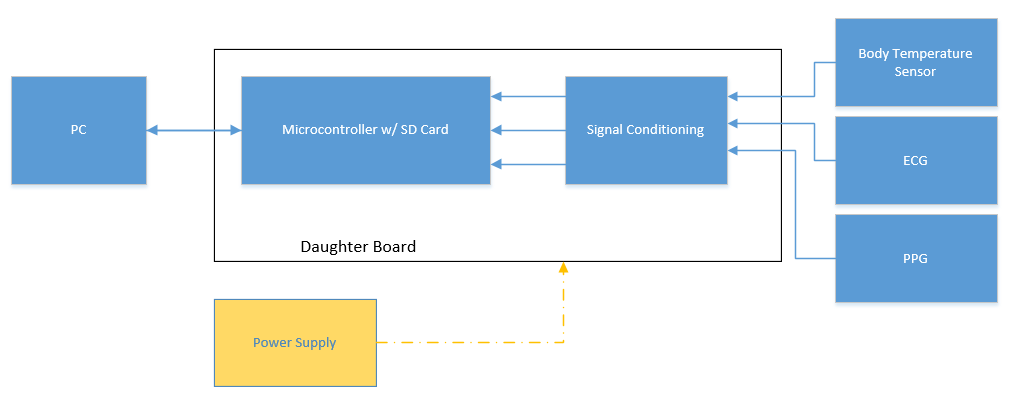 Body Temperature
Sensor
PC
Microcontroller w/ SD Card
Signal Conditioning
ECG
Daughter Board
PPG
Power Supply